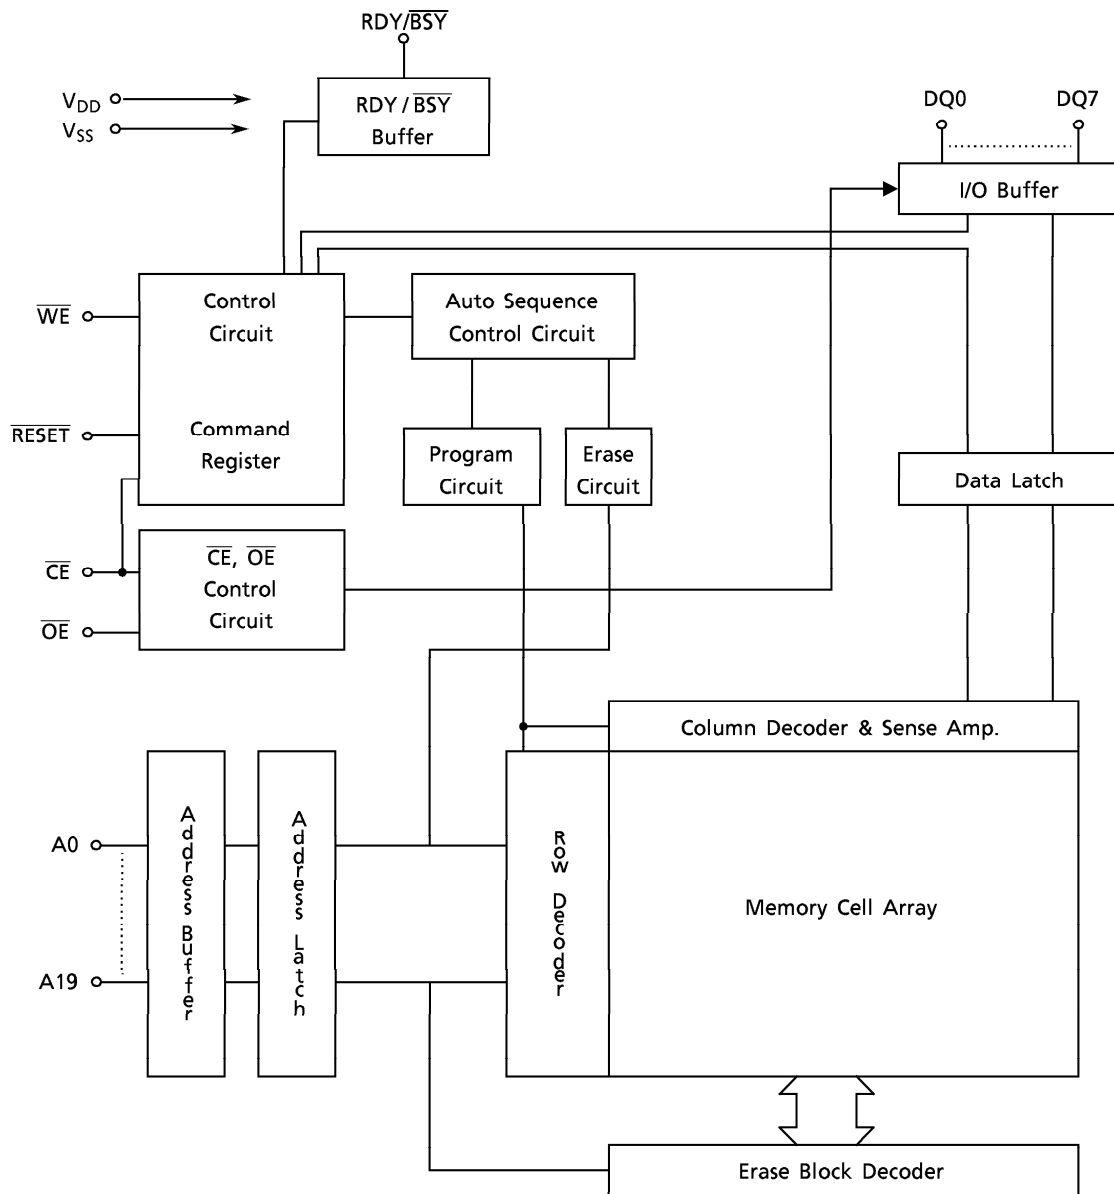 RDY/BSY
VDD
VSS
RDY / BSY
Buffer
DQ0 DQ7
I/O Buffer
WE
Control
Circuit
Auto Sequence
Control Circuit
RESET
Command
Register
Program
Circuit
Erase
Circuit
Data Latch
CE
OE
CE, OE
Control
Circuit
Column Decoder & Sense Amp.
A0
A19
Address Buffer
Address Latch
Row Decoder
Memory Cell Array
Erase Block Decoder